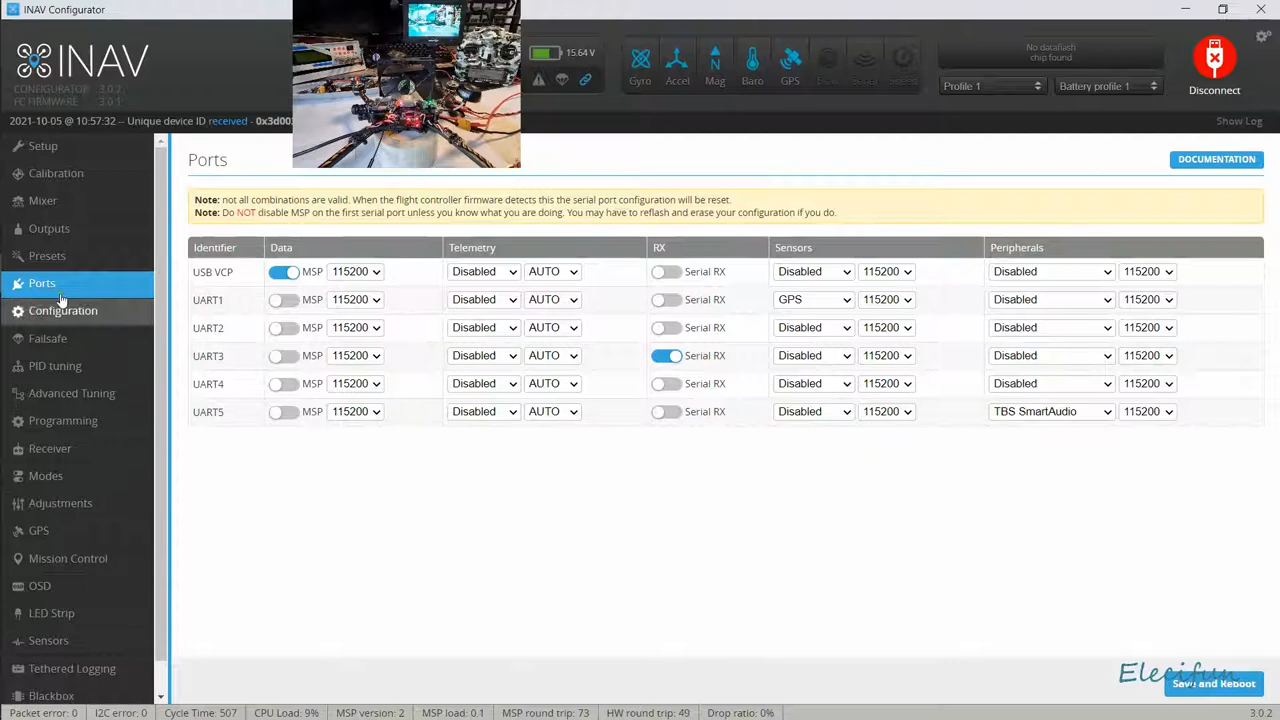 INAV Configurator
INAV
CONFIGURATOR 3.0.2
FC FIRMWARE 3.0.1
15.64 V
Gyro Accel Mag Baro GPS
No dataflash
chip found
Profile 1 Battery profile 1
Disconnect
2021-10-05 @ 10:57:32 -- Unique device ID received - 0x3d00
Show Log
Setup
Calibration
Mixer
Outputs
Presets
Ports
Configuration
Failsafe
PID tuning
Advanced Tuning
Programming
Receiver
Modes
Adjustments
GPS
Mission Control
OSD
LED Strip
Sensors
Tethered Logging
Blackbox
Ports
DOCUMENTATION
Note: not all combinations are valid. When the flight controller firmware detects this the serial port configuration will be reset.
Note: Do NOT disable MSP on the first serial port unless you know what you are doing. You may have to reflash and erase your configuration if you do.
Identifier Data Telemetry RX Sensors Peripherals
USB VCP MSP 115200 Disabled AUTO Serial RX Disabled 115200 Disabled 115200
UART1 MSP 115200 Disabled AUTO Serial RX GPS 115200 Disabled 115200
UART2 MSP 115200 Disabled AUTO Serial RX Disabled 115200 Disabled 115200
UART3 MSP 115200 Disabled AUTO Serial RX Disabled 115200 Disabled 115200
UART4 MSP 115200 Disabled AUTO Serial RX Disabled 115200 Disabled 115200
UART5 MSP 115200 Disabled AUTO Serial RX Disabled 115200 TBS SmartAudio 115200
Elecifun
Save and Reboot
Packet error: 0 I2C error: 0 Cycle Time: 507 CPU Load: 9% MSP version: 2 MSP load: 0.1 MSP round trip: 73 HW round trip: 49 Drop ratio: 0% 3.0.2